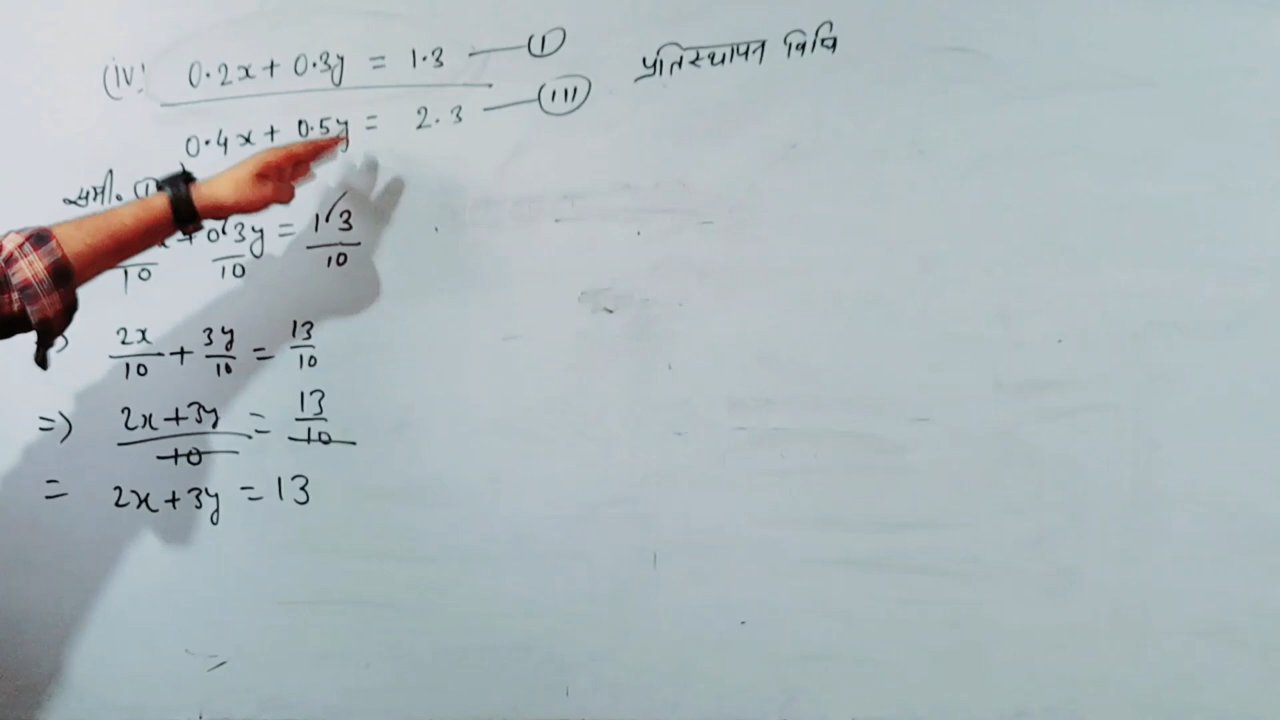 (iv) 0.2x + 0.3y = 1.3 — (I)
प्रतिस्थापन विधि
0.4x + 0.5y = 2.3 — (III)
समी. (I)
10 + 0.3y/10 = 1.3/10
2x/10 + 3y/10 = 13/10
=> 2x+3y/10 = 13/10
= 2x+3y = 13